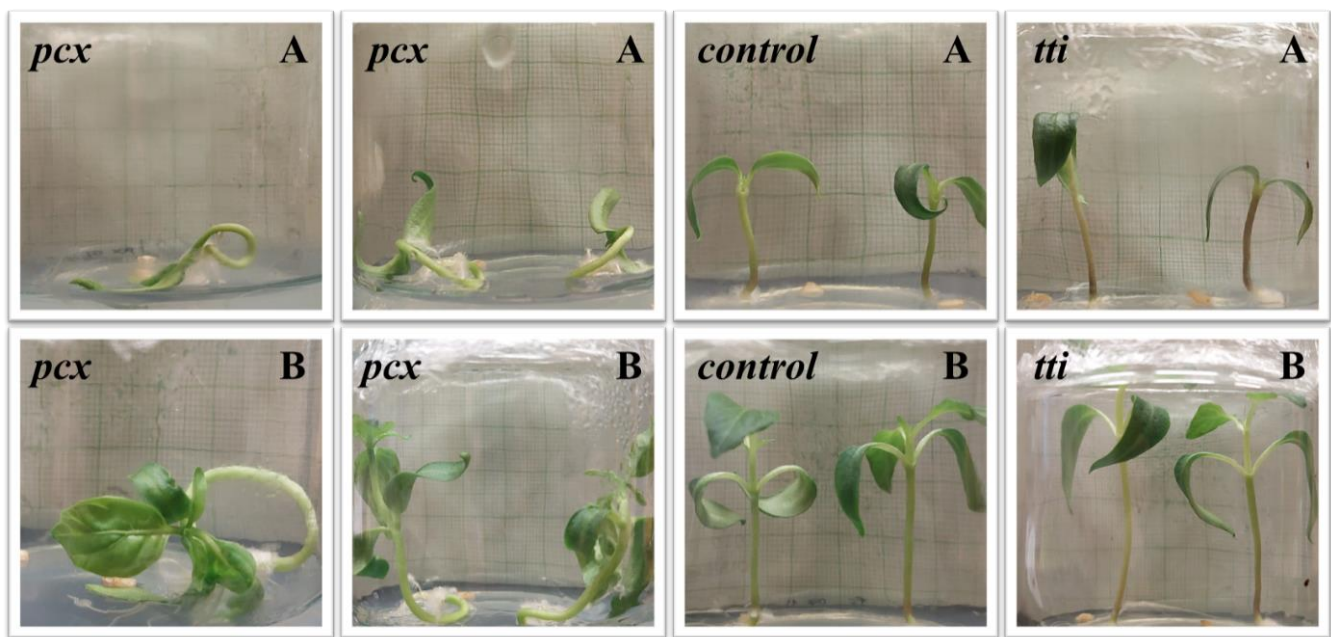 pcx A
pcx A
control A
tti A
pcx B
pcx B
control B
tti B